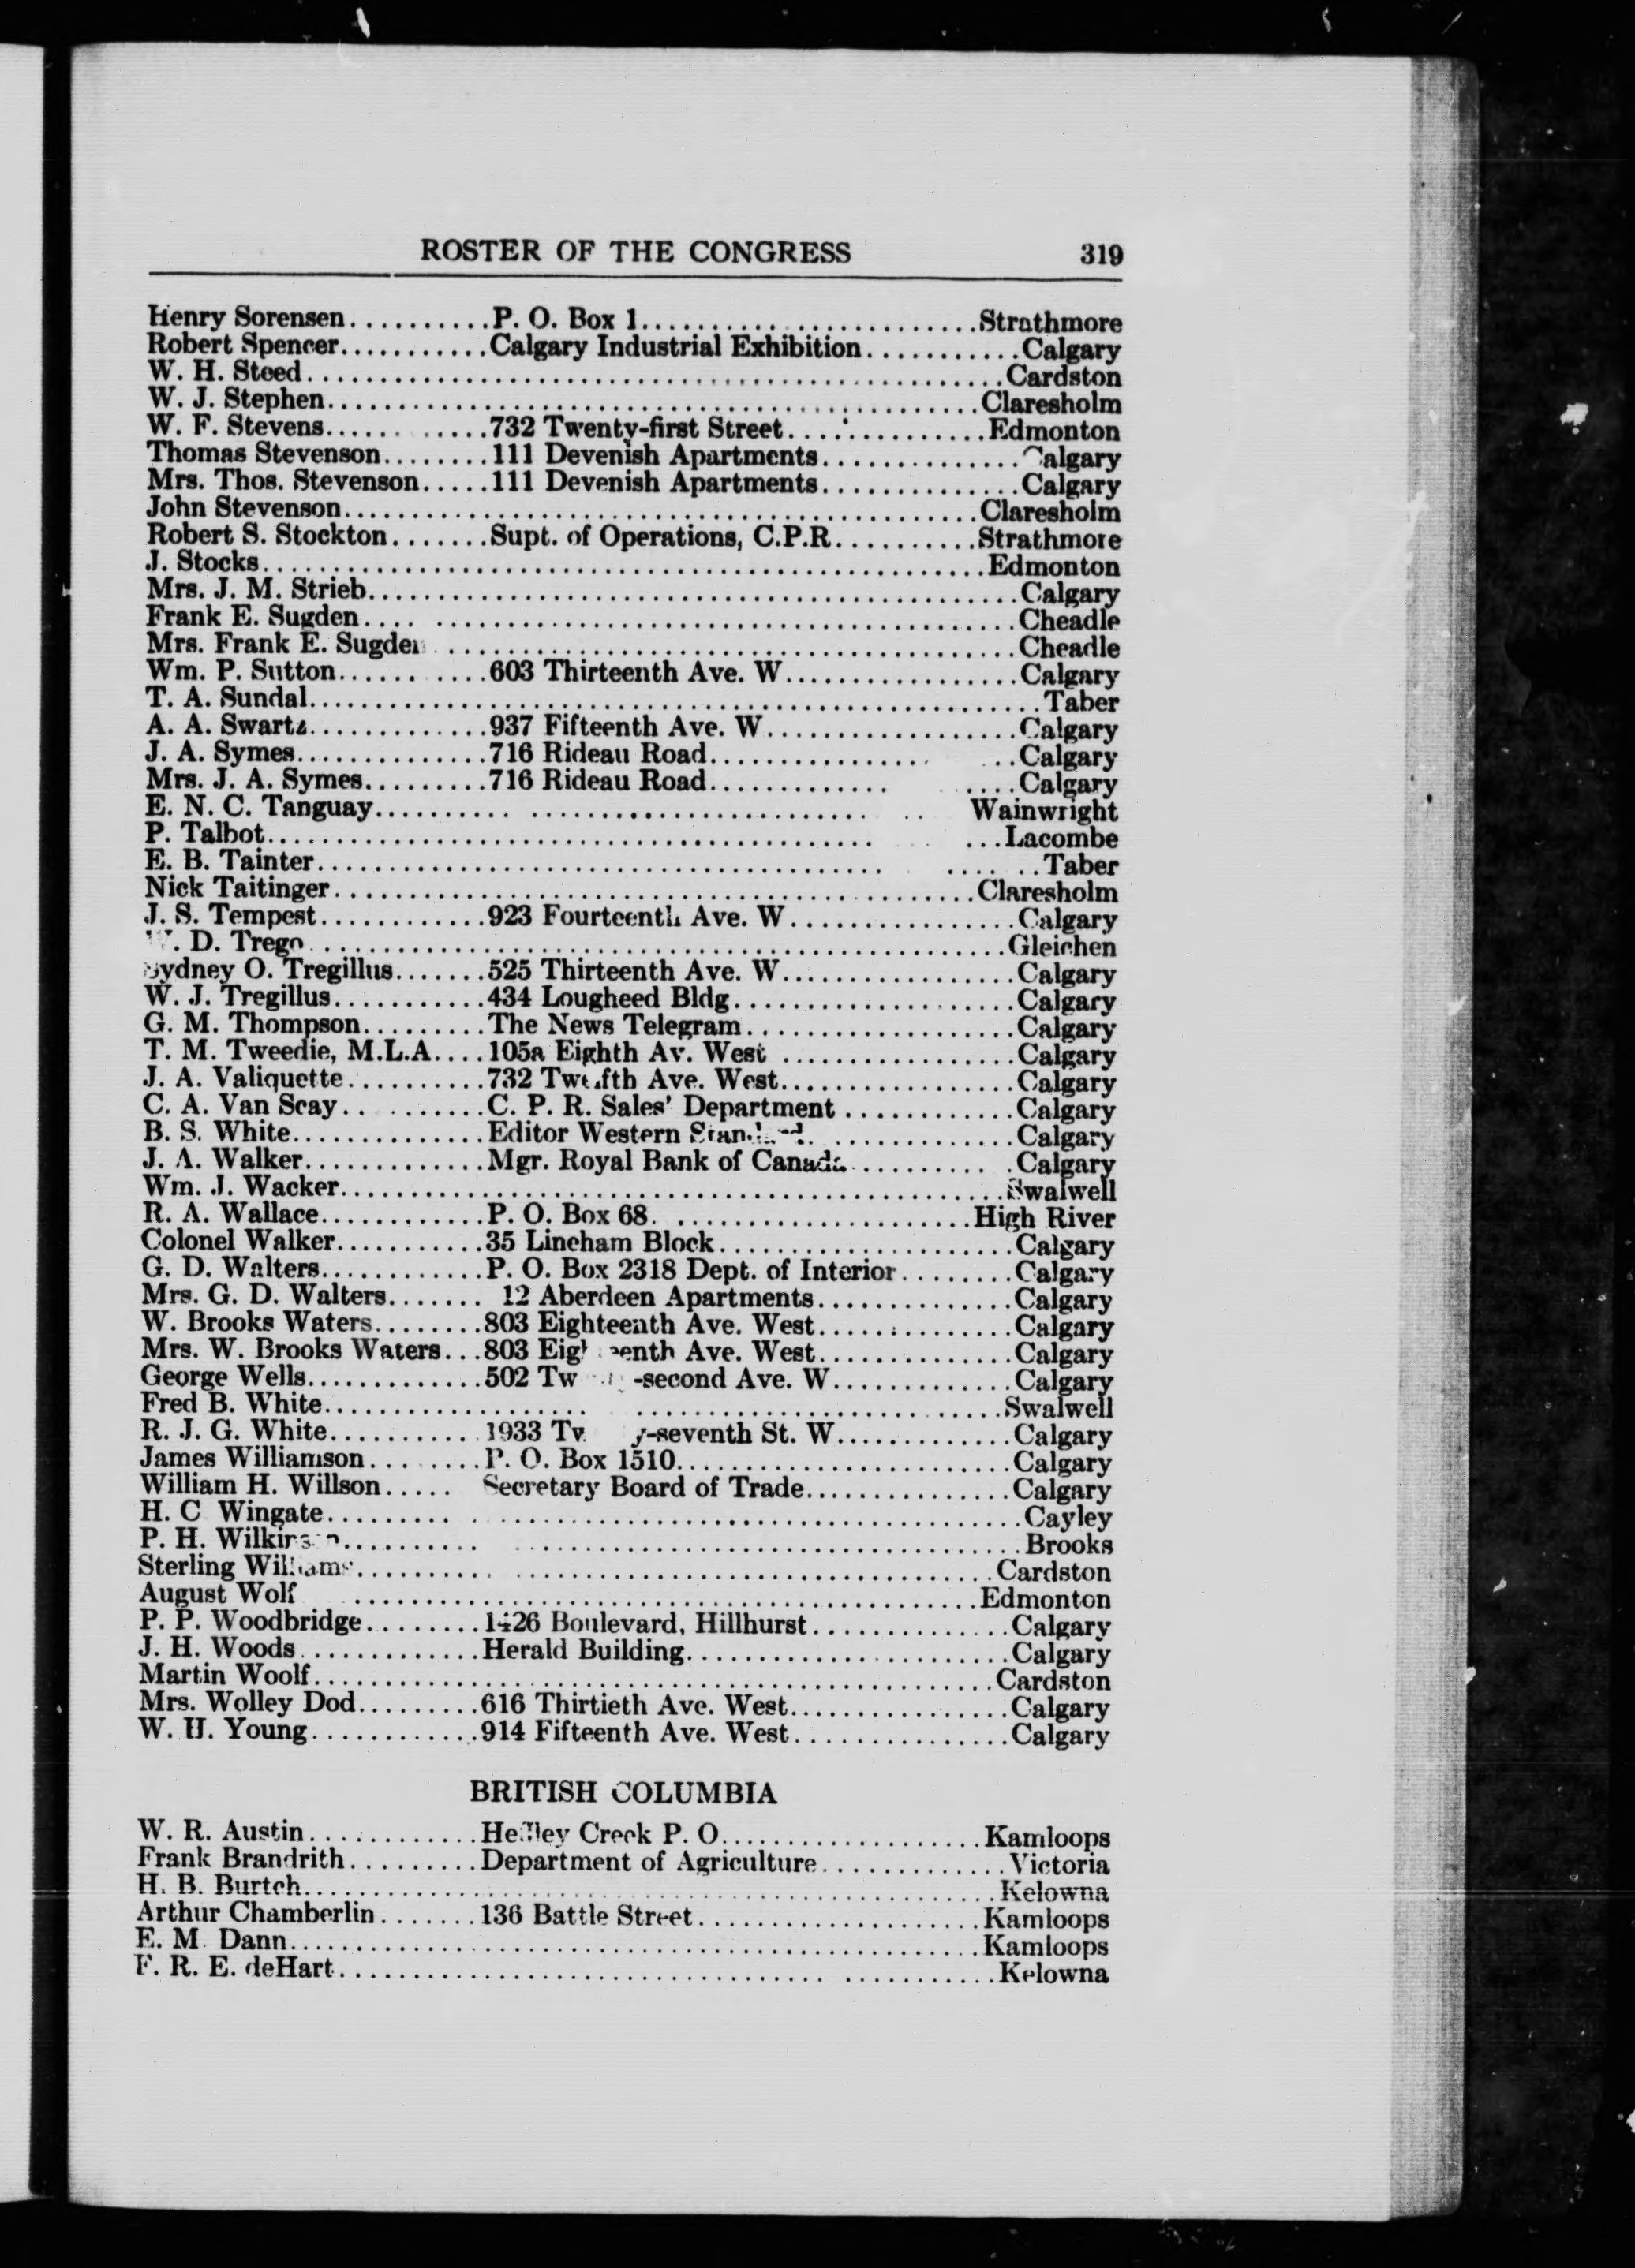 ROSTER OF THE CONGRESS 319
Henry Sorensen..........P. O. Box 1........................Strathmore
Robert Spencer...........Calgary Industrial Exhibition...........Calgary
W. H. Steed..................................................Cardston
W. J. Stephen...............................................Claresholm
W. F. Stevens............732 Twenty-first Street..............Edmonton
Thomas Stevenson........111 Devenish Apartments..............Calgary
Mrs. Thos. Stevenson.....111 Devenish Apartments..............Calgary
John Stevenson.............................................Claresholm
Robert S. Stockton.......Supt. of Operations, C.P.R..........Strathmore
J. Stocks...................................................Edmonton
Mrs. J. M. Strieb..............................................Calgary
Frank E. Sugden..............................................Cheadle
Mrs. Frank E. Sugden.........................................Cheadle
Wm. P. Sutton...........603 Thirteenth Ave. W.................Calgary
T. A. Sundal....................................................Taber
A. A. Swartz.............937 Fifteenth Ave. W..................Calgary
J. A. Symes..............716 Rideau Road..................Calgary
Mrs. J. A. Symes.........716 Rideau Road.................Calgary
E. N. C. Tanguay..................................Wainwright
P. Talbot..............................................Lacombe
E. B. Tainter..............................................Taber
Nick Taitinger..............................................Claresholm
J. S. Tempest............923 Fourteenth Ave. W................Calgary
W. D. Trego.................................................Gleichen
Sydney O. Tregillus.......525 Thirteenth Ave. W.................Calgary
W. J. Tregillus...........434 Lougheed Bldg....................Calgary
G. M. Thompson.........The News Telegram...................Calgary
T. M. Tweedie, M.L.A....105a Eighth Av. West .................Calgary
J. A. Valiquette..........732 Twelfth Ave. West.................Calgary
C. A. Van Scay..........C. P. R. Sales' Department ............Calgary
B. S. White..............Editor Western Standard..............Calgary
J. A. Walker.............Mgr. Royal Bank of Canada...........Calgary
Wm. J. Wacker...............................................Swalwell
R. A. Wallace............P. O. Box 68......................High River
Colonel Walker...........35 Lineham Block.....................Calgary
G. D. Walters............P. O. Box 2318 Dept. of Interior........Calgary
Mrs. G. D. Walters....... 12 Aberdeen Apartments..............Calgary
W. Brooks Waters........803 Eighteenth Ave. West..............Calgary
Mrs. W. Brooks Waters...803 Eighteenth Ave. West..............Calgary
George Wells.............502 Twenty-second Ave. W.............Calgary
Fred B. White.............................................Swalwell
R. J. G. White...........1933 Twenty-seventh St. W............Calgary
James Williamson........P. O. Box 1510.......................Calgary
William H. Willson..... Secretary Board of Trade...............Calgary
H. C Wingate...............................................Cayley
P. H. Wilkinson..............................................Brooks
Sterling Williams...........................................Cardston
August Wolf ............................................Edmonton
P. P. Woodbridge........1426 Boulevard, Hillhurst..............Calgary
J. H. Woods.............Herald Building.......................Calgary
Martin Woolf...............................................Cardston
Mrs. Wolley Dod.........616 Thirtieth Ave. West...............Calgary
W. H. Young............914 Fifteenth Ave. West...............Calgary
BRITISH COLUMBIA
W. R. Austin............Creek P. O..................Kamloops
Frank Brandrith.........Department of Agriculture.............Victoria
H. B. Burtch................................................Kelowna
Arthur Chamberlin.......136 Battle Street....................Kamloops
E. M. Dann................................................Kamloops
F. R. E. deHart.............................................Kelowna